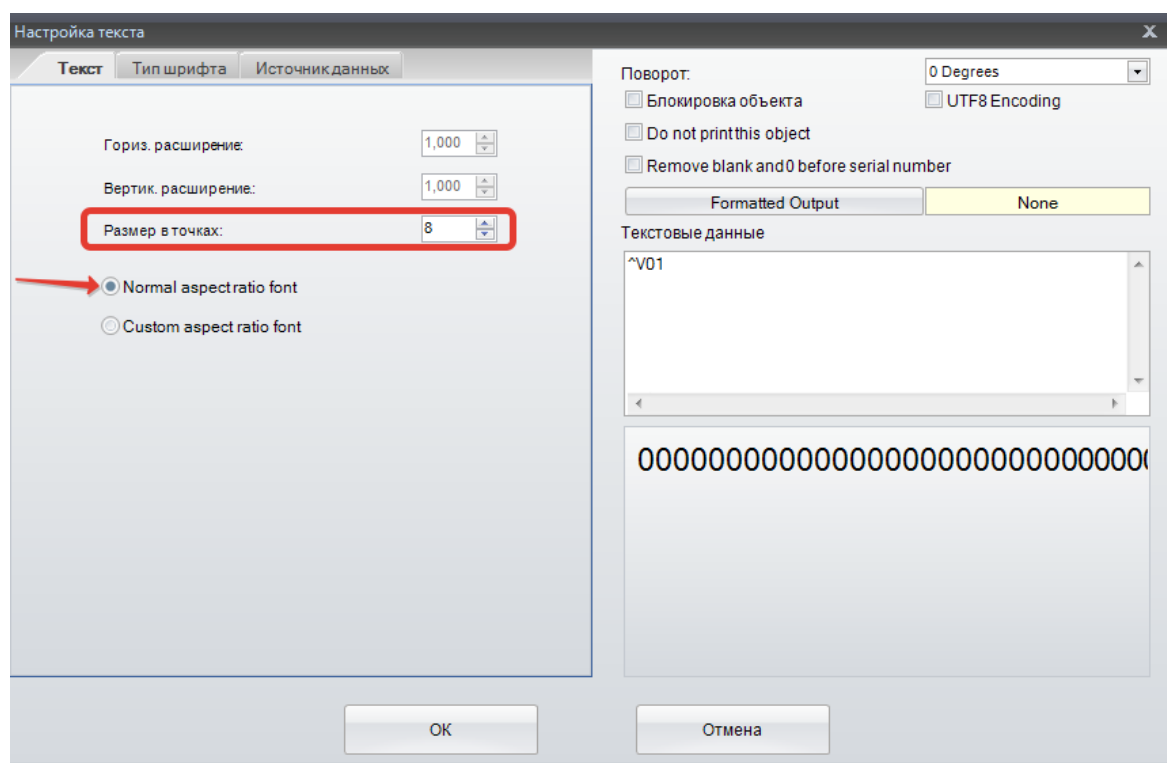 Настройка текста
X
Текст Тип шрифта Источник данных
Гориз. расширение: 1,000
Вертик. расширение.: 1,000
Размер в точках: 8
Normal aspect ratio font
Custom aspect ratio font
Поворот: 0 Degrees
Блокировка объекта UTF8 Encoding
Do not print this object
Remove blank and 0 before serial number
Formatted Output None
Текстовые данные
^V01
000000000000000000000000000000
ОК Отмена